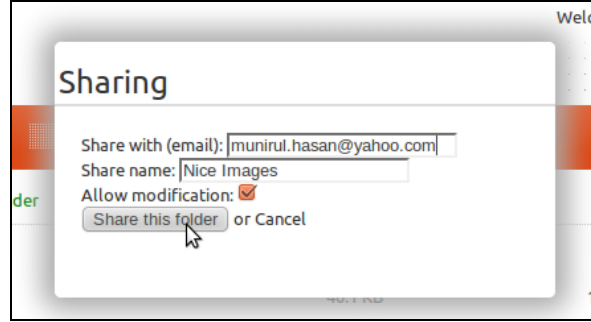 Welc
Sharing
Share with (email): munirul.hasan@yahoo.com
Share name: Nice Images
Allow modification:
der
Share this folder or Cancel